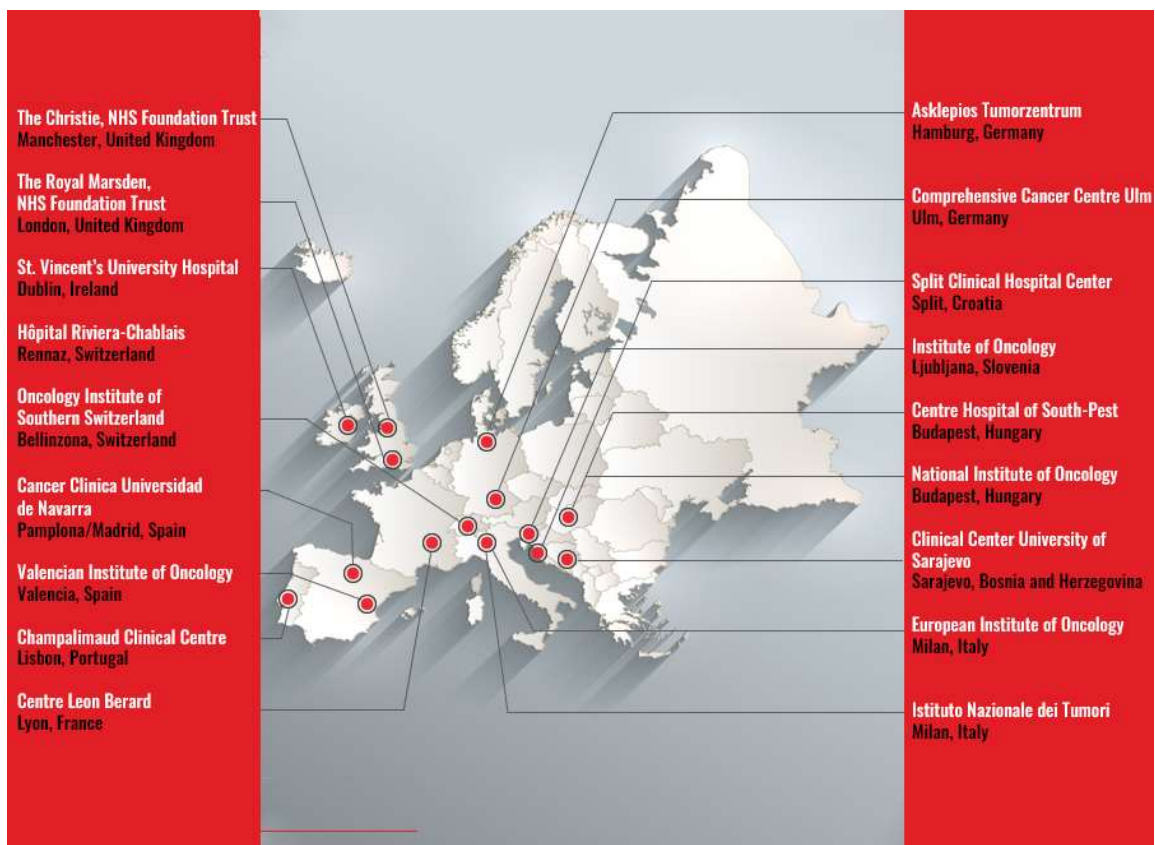 The Christie, NHS Foundation Trust
Manchester, United Kingdom
The Royal Marsden,
NHS Foundation Trust
London, United Kingdom
St. Vincent's University Hospital
Dublin, Ireland
Hôpital Riviera-Chablais
Rennaz, Switzerland
Oncology Institute of
Southern Switzerland
Bellinzona, Switzerland
Cancer Clinica Universidad
de Navarra
Pamplona/Madrid, Spain
Valencian Institute of Oncology
Valencia, Spain
Champalimaud Clinical Centre
Lisbon, Portugal
Centre Leon Berard
Lyon, France
Asklepios Tumorzentrum
Hamburg, Germany
Comprehensive Cancer Centre Ulm
Ulm, Germany
Split Clinical Hospital Center
Split, Croatia
Institute of Oncology
Ljubljana, Slovenia
Centre Hospital of South-Pest
Budapest, Hungary
National Institute of Oncology
Budapest, Hungary
Clinical Center University of
Sarajevo
Sarajevo, Bosnia and Herzegovina
European Institute of Oncology
Milan, Italy
Istituto Nazionale dei Tumori
Milan, Italy